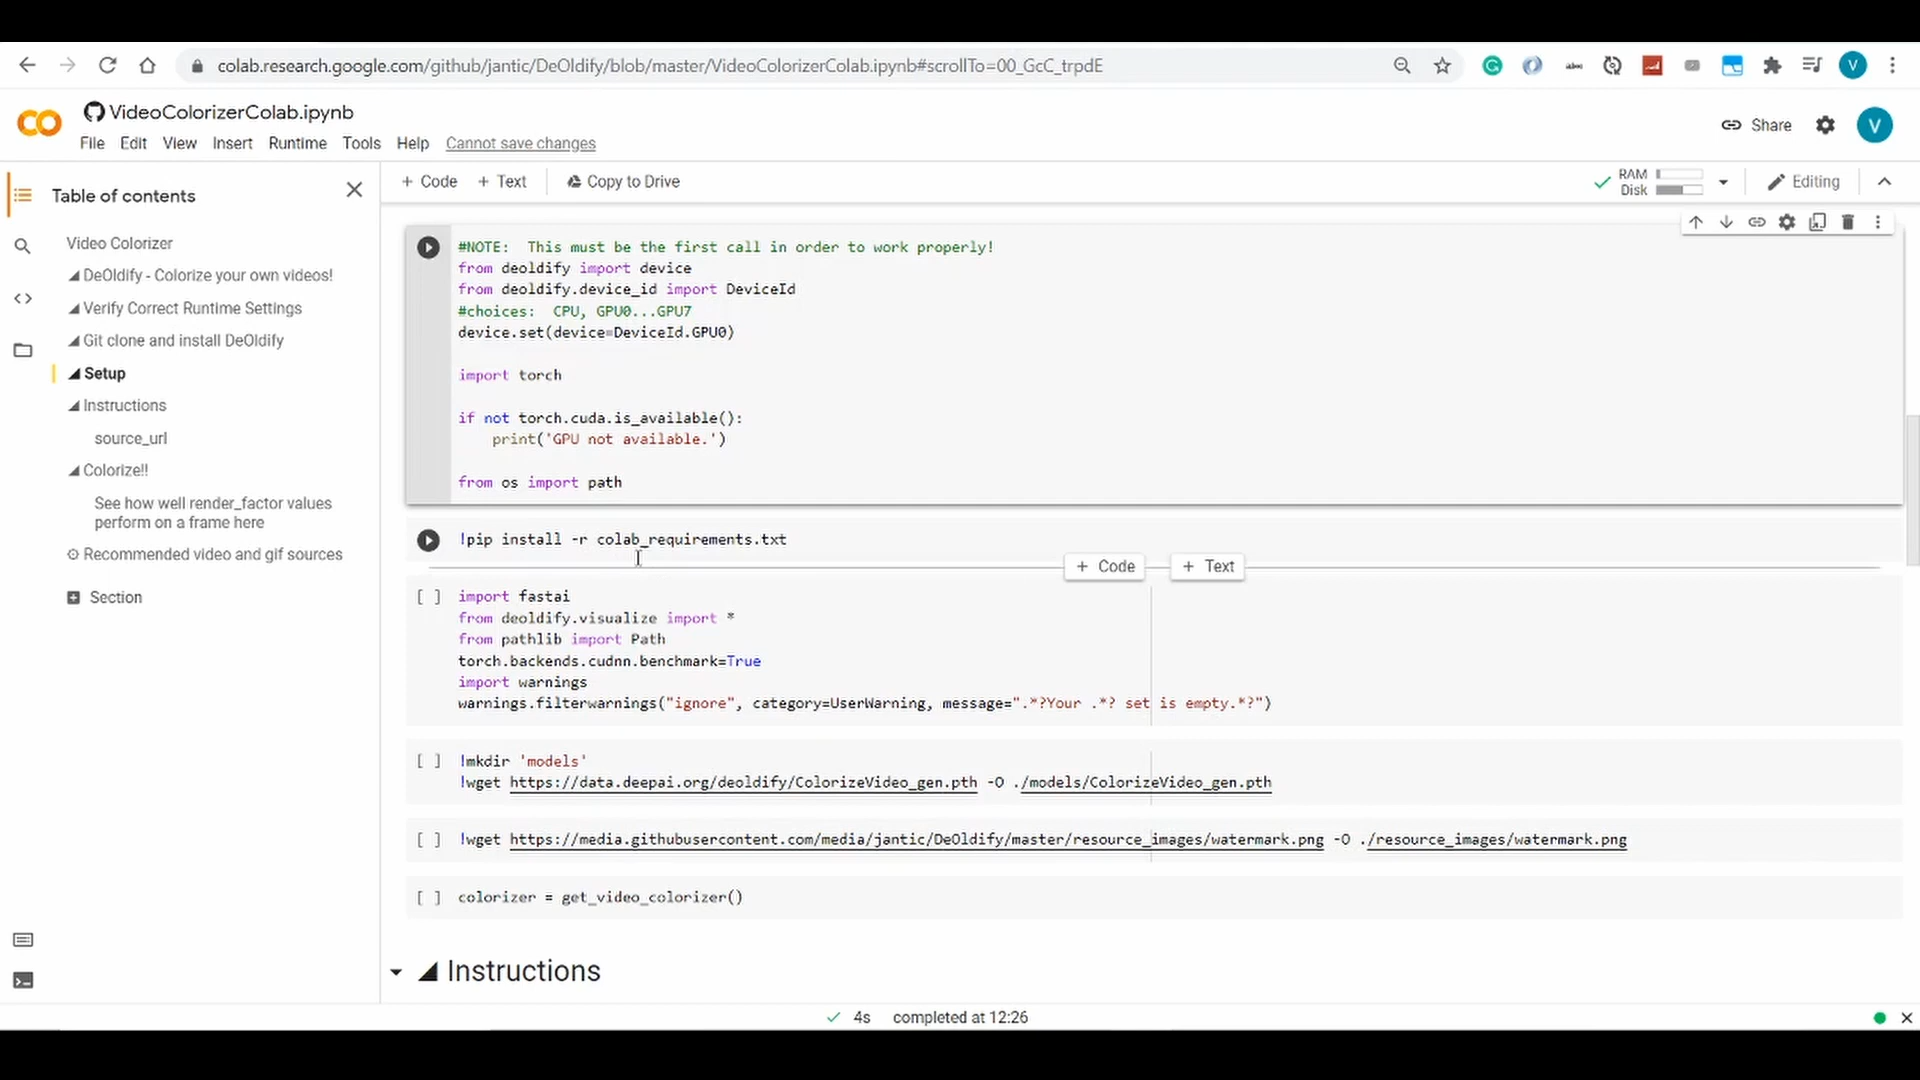 colab.research.google.com/github/jantic/DeOldify/blob/master/VideoColorizerColab.ipynb#scrollTo=00_GcC_trpdE
V
CO
VideoColorizerColab.ipynb
File Edit View Insert Runtime Tools Help Cannot save changes
Share
V
Table of contents
+ Code + Text Copy to Drive
RAM
Disk
Editing
Video Colorizer
◢ DeOldify - Colorize your own videos!
◢ Verify Correct Runtime Settings
◢ Git clone and install DeOldify
◢ Setup
◢ Instructions
source_url
◢ Colorize!!
See how well render_factor values
perform on a frame here
⚙ Recommended video and gif sources
Section
#NOTE:  This must be the first call in order to work properly!
from deoldify import device
from deoldify.device_id import DeviceId
#choices:  CPU, GPU0...GPU7
device.set(device=DeviceId.GPU0)
import torch
if not torch.cuda.is_available():
    print('GPU not available.')
from os import path
!pip install -r colab_requirements.txt
+ Code + Text
[ ] import fastai
from deoldify.visualize import *
from pathlib import Path
torch.backends.cudnn.benchmark=True
import warnings
warnings.filterwarnings("ignore", category=UserWarning, message=".*?Your .*? set is empty.*?")
[ ] !mkdir 'models'
!wget https://data.deepai.org/deoldify/ColorizeVideo_gen.pth -O ./models/ColorizeVideo_gen.pth
[ ] !wget https://media.githubusercontent.com/media/jantic/DeOldify/master/resource_images/watermark.png -O ./resource_images/watermark.png
[ ] colorizer = get_video_colorizer()
◢ Instructions
4s completed at 12:26